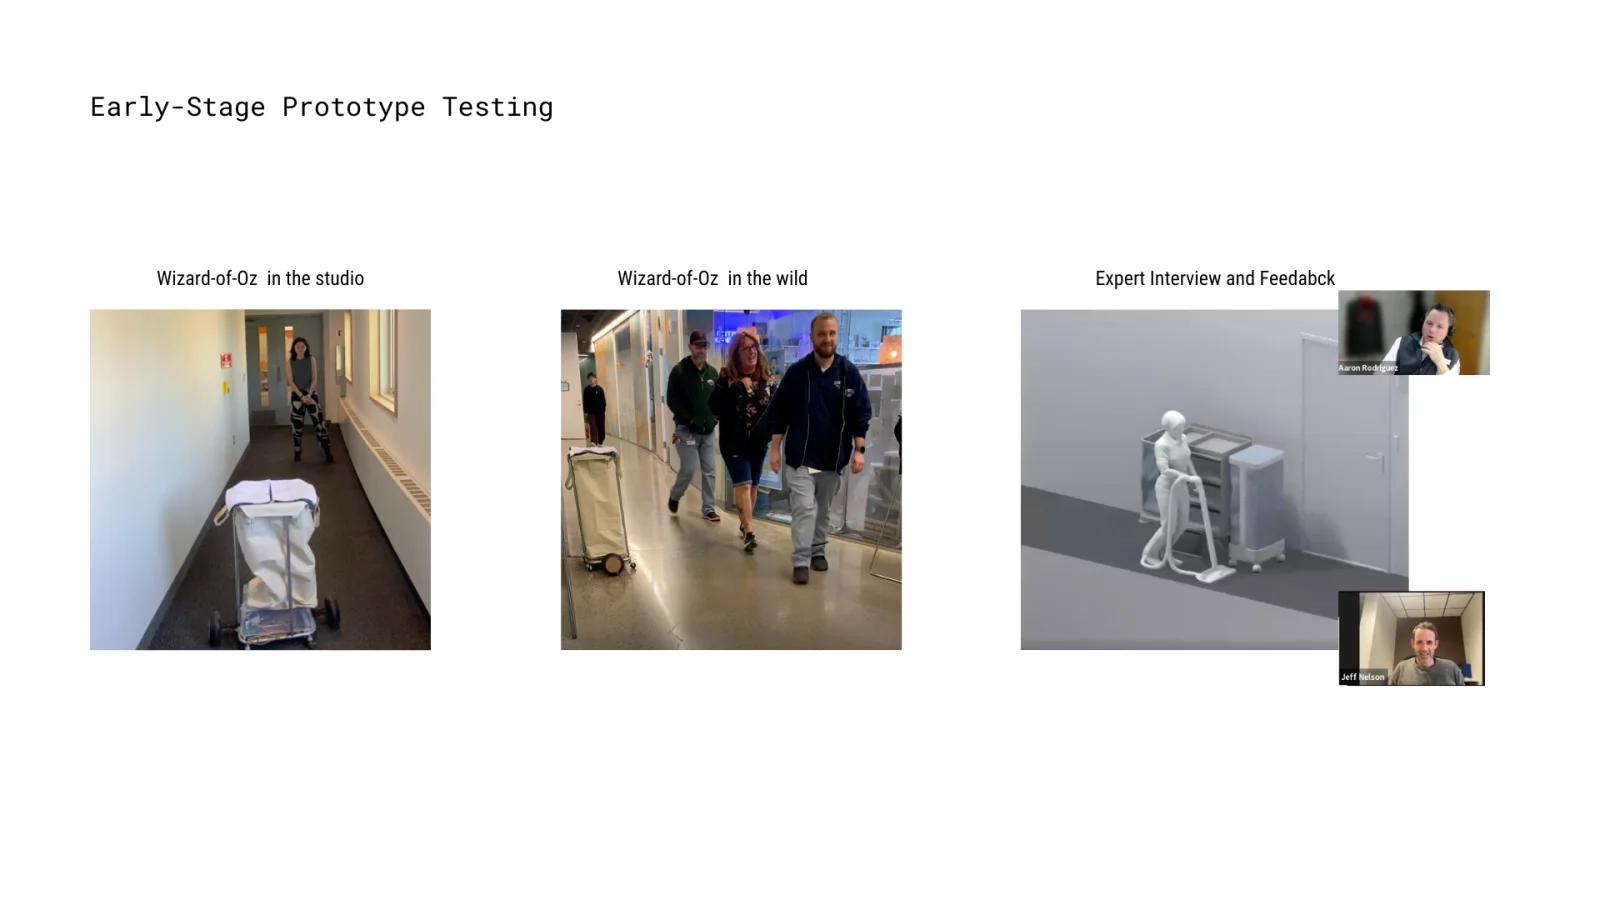 Early-Stage Prototype Testing
Wizard-of-Oz in the studio
Wizard-of-Oz in the wild
Expert Interview and Feedabck
Aaron Rodriguez
Jeff Nelson